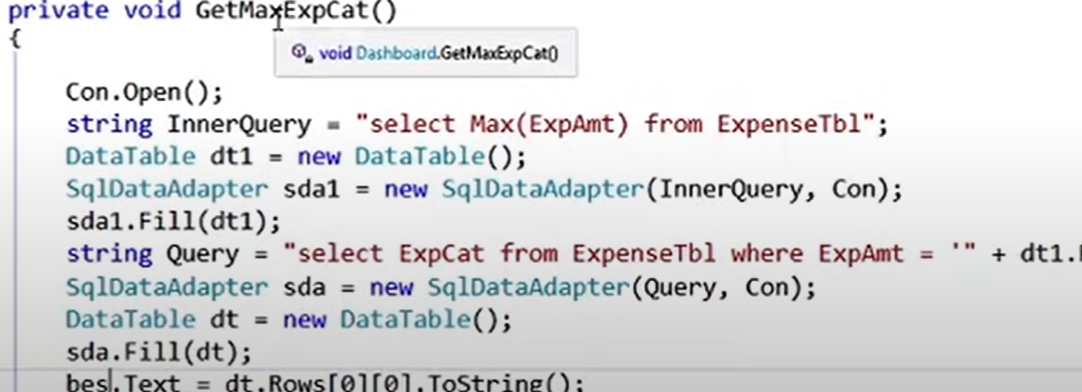 private void GetMaxExpCat()
{
void Dashboard.GetMaxExpCat()
Con.Open();
string InnerQuery = "select Max(ExpAmt) from ExpenseTbl";
DataTable dt1 = new DataTable();
SqlDataAdapter sda1 = new SqlDataAdapter(InnerQuery, Con);
sda1.Fill(dt1);
string Query = "select ExpCat from ExpenseTbl where ExpAmt = '" + dt1.
SqlDataAdapter sda = new SqlDataAdapter(Query, Con);
DataTable dt = new DataTable();
sda.Fill(dt);
bes.Text = dt.Rows[0][0].ToString();